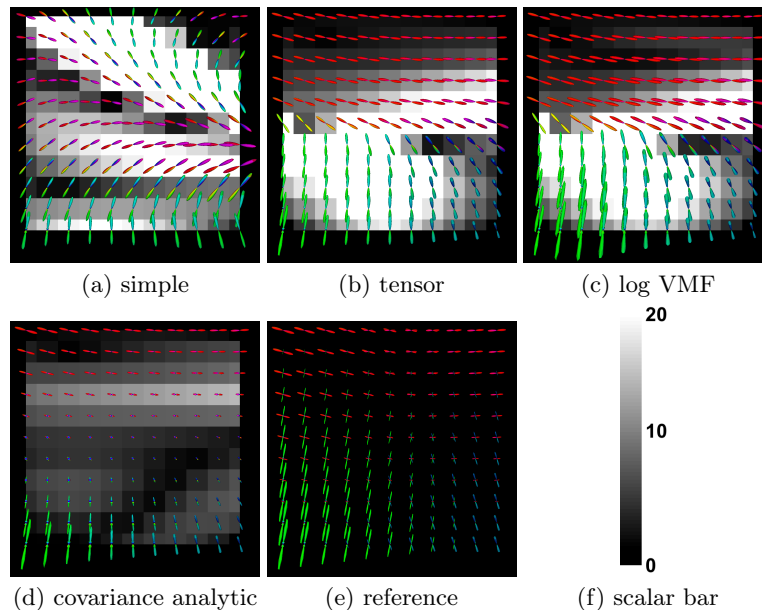 (a) simple
(b) tensor
(c) log VMF
20
10
0
(d) covariance analytic
(e) reference
(f) scalar bar